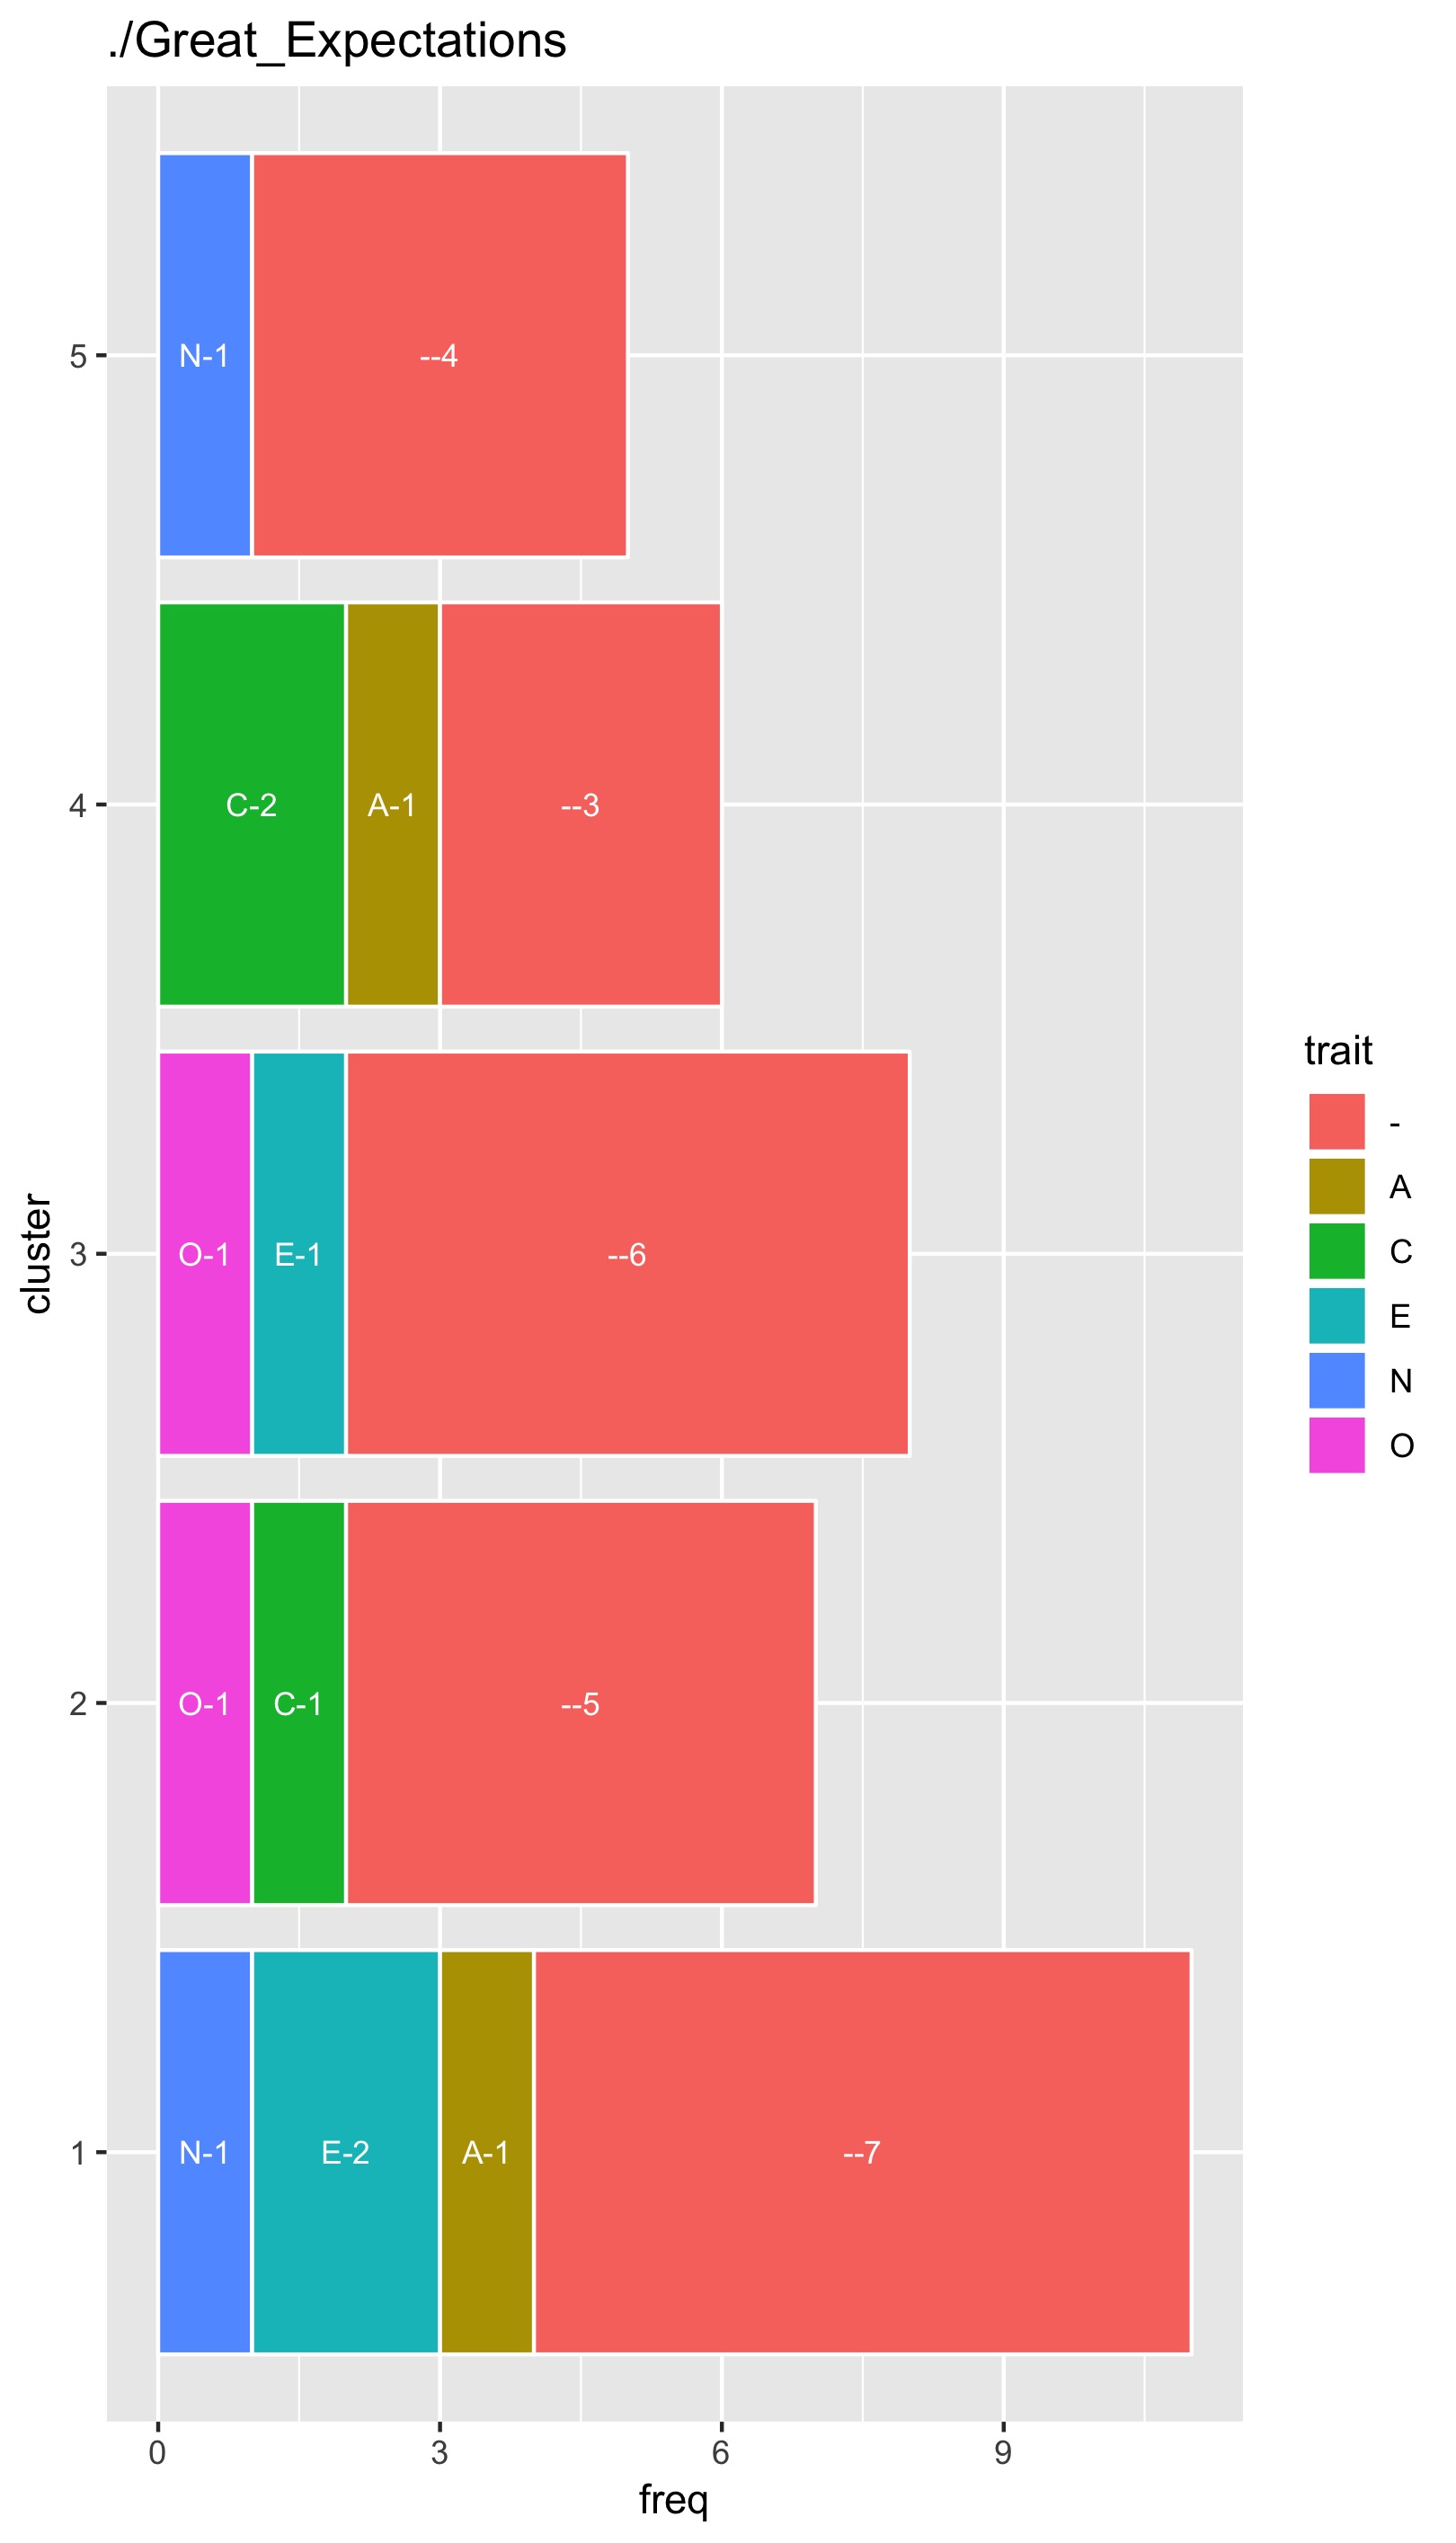 ./Great_Expectations
5
N-1
--4
4
C-2
A-1
--3
cluster
3
O-1
E-1
--6
2
O-1
C-1
--5
1
N-1
E-2
A-1
--7
0
3
6
9
freq
trait
-
A
C
E
N
O